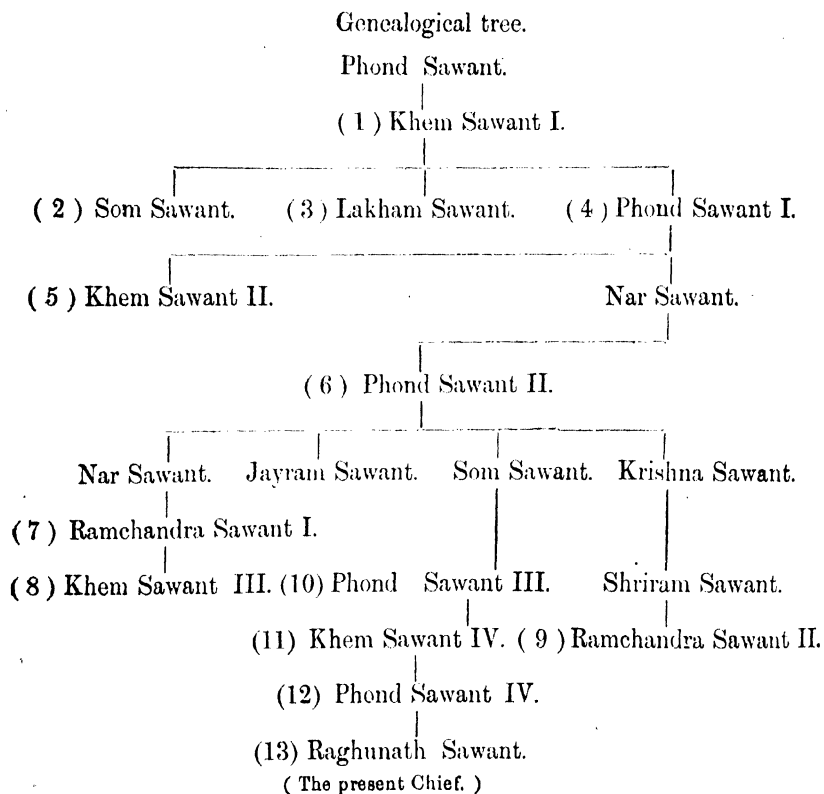 Genealogical tree.
Phond Sawant.
( 1 ) Khem Sawant I.
( 2 ) Som Sawant. ( 3 ) Lakham Sawant. ( 4 ) Phond Sawant I.
( 5 ) Khem Sawant II. Nar Sawant.
( 6 ) Phond Sawant II.
Nar Sawant. Jayram Sawant. Som Sawant. Krishna Sawant.
( 7 ) Ramchandra Sawant I.
( 8 ) Khem Sawant III. (10) Phond Sawant III. Shriram Sawant.
(11) Khem Sawant IV. ( 9 ) Ramchandra Sawant II.
(12) Phond Sawant IV.
(13) Raghunath Sawant.
( The present Chief. )